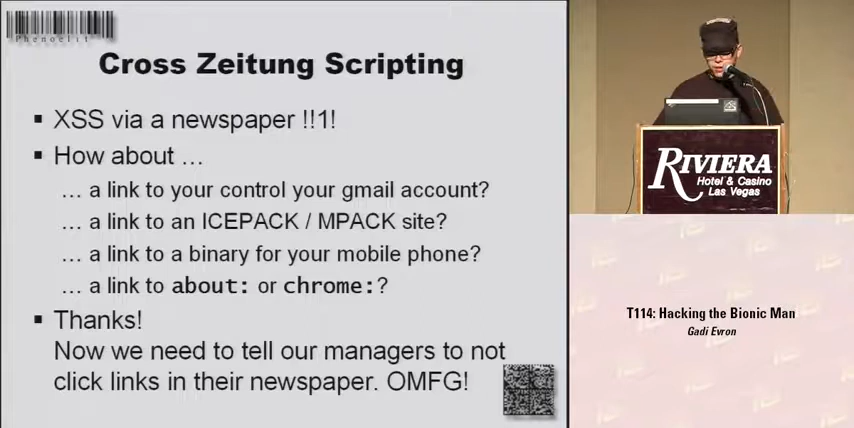 Phenoelit
Cross Zeitung Scripting
XSS via a newspaper !!1!
How about …
… a link to your control your gmail account?
… a link to an ICEPACK / MPACK site?
… a link to a binary for your mobile phone?
… a link to about: or chrome:?
Thanks!
Now we need to tell our managers to not
click links in their newspaper. OMFG!
RIVIERA
Hotel & Casino
Las Vegas
T114: Hacking the Bionic Man
Gadi Evron